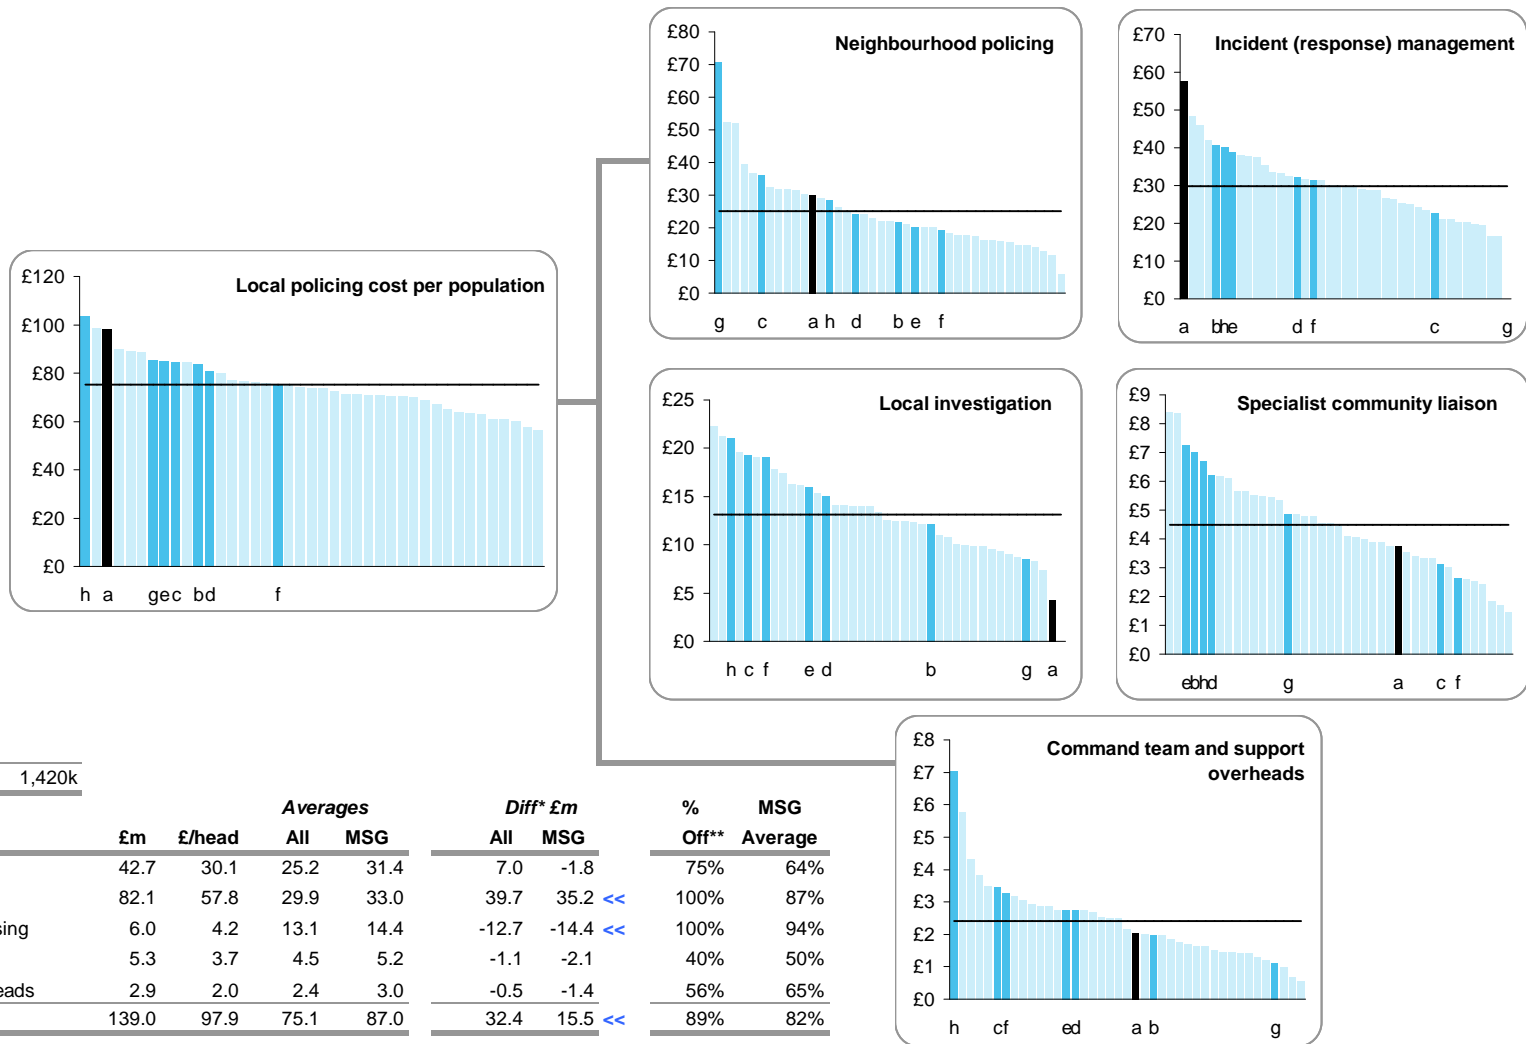 Neighbourhood policing
£80
£70
£60
£50
£40
£30
£20
£10
£0
g c a h d b e f
Incident (response) management
£70
£60
£50
£40
£30
£20
£10
£0
a bhe d f c g
Local policing cost per population
£120
£100
£80
£60
£40
£20
£0
h a gec bd f
Local investigation
£25
£20
£15
£10
£5
£0
h c f e d b g a
Specialist community liaison
£9
£8
£7
£6
£5
£4
£3
£2
£1
£0
ebhd g a c f
Command team and support
overheads
£8
£7
£6
£5
£4
£3
£2
£1
£0
h cf ed a b g
1,420k
Averages Diff* £m % MSG
£m £/head All MSG All MSG Off** Average
42.7 30.1 25.2 31.4 7.0 -1.8 75% 64%
82.1 57.8 29.9 33.0 39.7 35.2 << 100% 87%
sing 6.0 4.2 13.1 14.4 -12.7 -14.4 << 100% 94%
5.3 3.7 4.5 5.2 -1.1 -2.1 40% 50%
eads 2.9 2.0 2.4 3.0 -0.5 -1.4 56% 65%
139.0 97.9 75.1 87.0 32.4 15.5 << 89% 82%